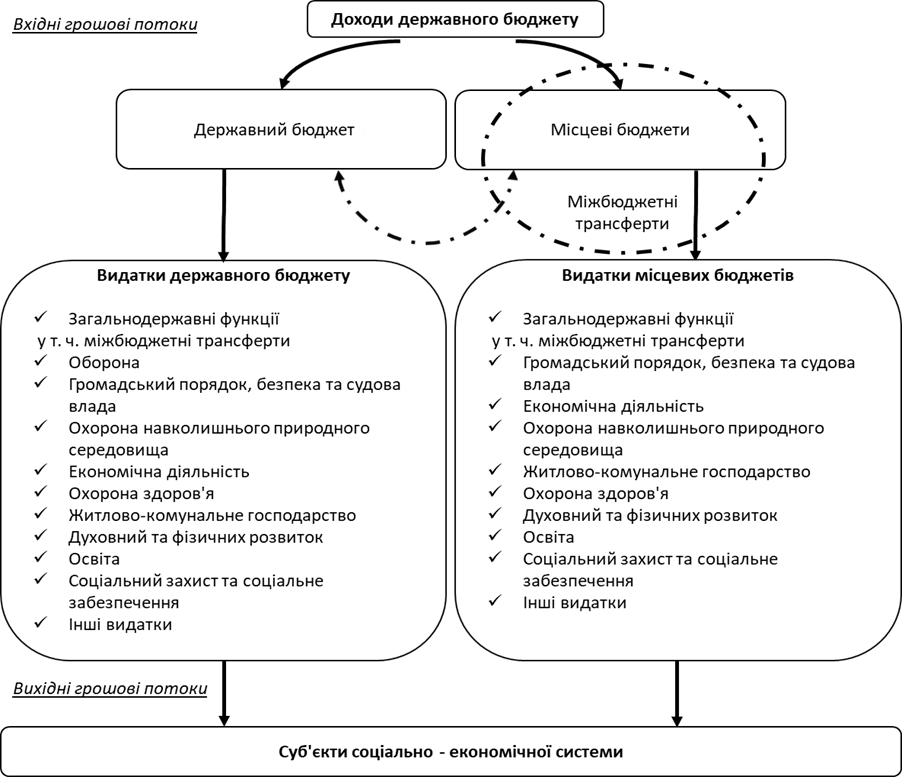 Вхідні грошові потоки
Доходи державного бюджету
Державний бюджет
Місцеві бюджети
Міжбюджетні
трансферти
Видатки державного бюджету
✓ Загальнодержавні функції
у т. ч. міжбюджетні трансферти
✓ Оборона
✓ Громадський порядок, безпека та судова
влада
✓ Охорона навколишнього природного
середовища
✓ Економічна діяльність
✓ Охорона здоров'я
✓ Житлово-комунальне господарство
✓ Духовний та фізичних розвиток
✓ Освіта
✓ Соціальний захист та соціальне
забезпечення
✓ Інші видатки
Видатки місцевих бюджетів
✓ Загальнодержавні функції
у т. ч. міжбюджетні трансферти
✓ Громадський порядок, безпека та судова
влада
✓ Економічна діяльність
✓ Охорона навколишнього природного
середовища
✓ Житлово-комунальне господарство
✓ Охорона здоров'я
✓ Духовний та фізичних розвиток
✓ Освіта
✓ Соціальний захист та соціальне
забезпечення
✓ Інші видатки
Вихідні грошові потоки
Суб'єкти соціально - економічної системи